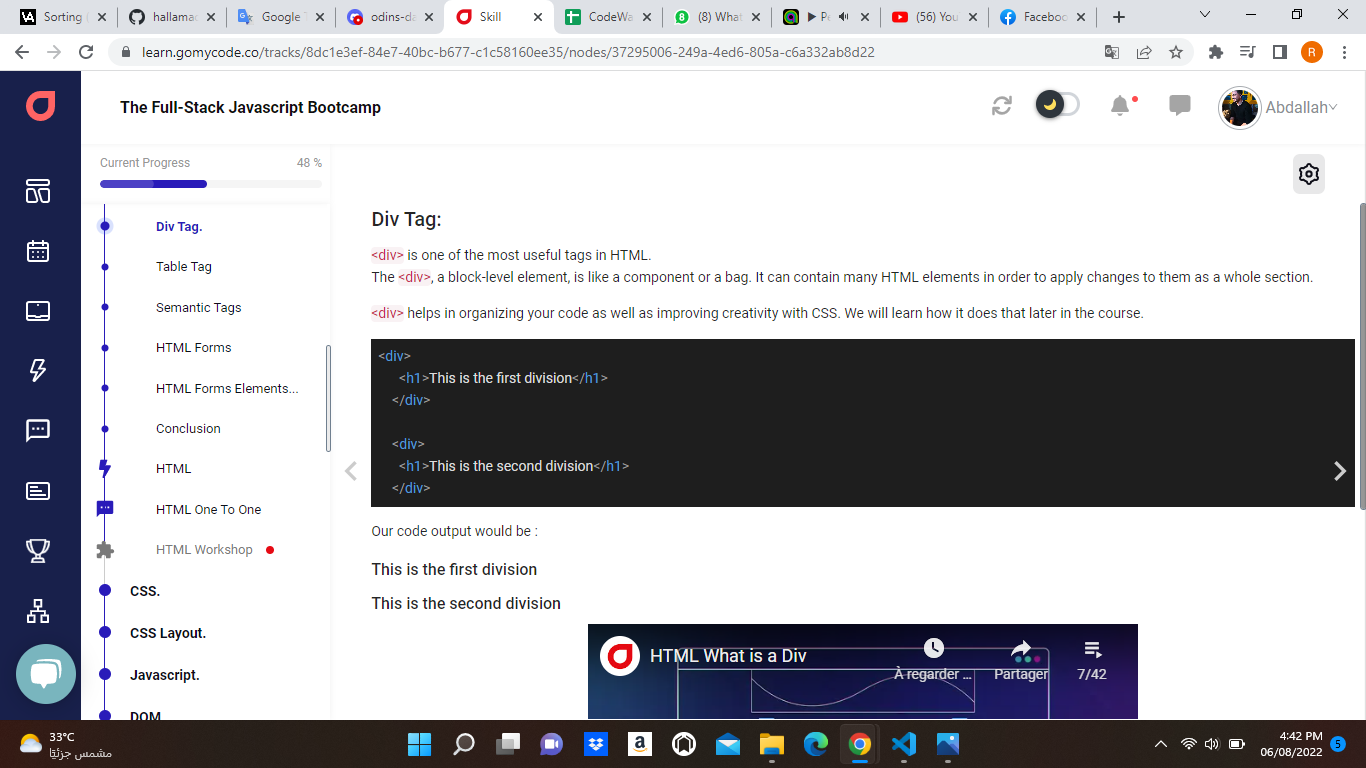 Sorting
hallamac
Google T
odins-da
Skill
CodeWa
(8) What
(56) You
Faceboo
learn.gomycode.co/tracks/8dc1e3ef-84e7-40bc-b677-c1c58160ee35/nodes/37295006-249a-4ed6-805a-c6a332ab8d22
R
The Full-Stack Javascript Bootcamp
Abdallah
Current Progress
48 %
Div Tag.
Table Tag
Semantic Tags
HTML Forms
HTML Forms Elements...
Conclusion
HTML
HTML One To One
HTML Workshop
CSS.
CSS Layout.
Javascript.
DOM
Div Tag:
<div> is one of the most useful tags in HTML.
The <div>, a block-level element, is like a component or a bag. It can contain many HTML elements in order to apply changes to them as a whole section.
<div> helps in organizing your code as well as improving creativity with CSS. We will learn how it does that later in the course.
<div>
<h1>This is the first division</h1>
</div>
<div>
<h1>This is the second division</h1>
</div>
Our code output would be :
This is the first division
This is the second division
HTML What is a Div
À regarder ...
Partager
7/42
33°C
مشمس جزئيًا
4:42 PM
06/08/2022
5